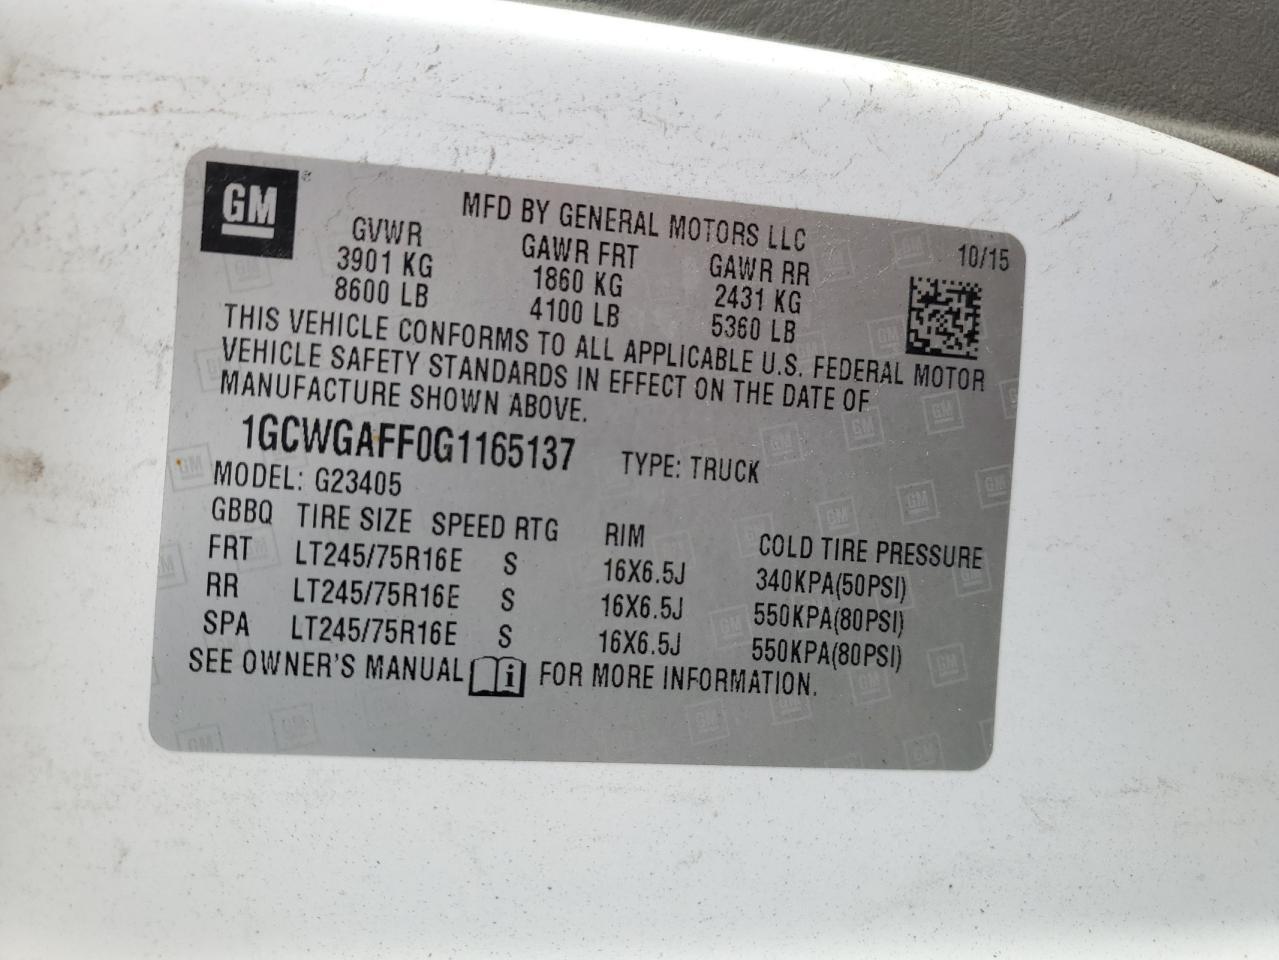 GM
MFD BY GENERAL MOTORS LLC
10/15
GVWR GAWR FRT GAWR RR
3901 KG 1860 KG 2431 KG
8600 LB 4100 LB 5360 LB
THIS VEHICLE CONFORMS TO ALL APPLICABLE U.S. FEDERAL MOTOR
VEHICLE SAFETY STANDARDS IN EFFECT ON THE DATE OF
MANUFACTURE SHOWN ABOVE.
1GCWGAFF0G1165137 TYPE: TRUCK
MODEL: G23405
GBBQ TIRE SIZE SPEED RTG RIM COLD TIRE PRESSURE
FRT LT245/75R16E S 16X6.5J 340KPA(50PSI)
RR LT245/75R16E S 16X6.5J 550KPA(80PSI)
SPA LT245/75R16E S 16X6.5J 550KPA(80PSI)
SEE OWNER'S MANUAL FOR MORE INFORMATION.